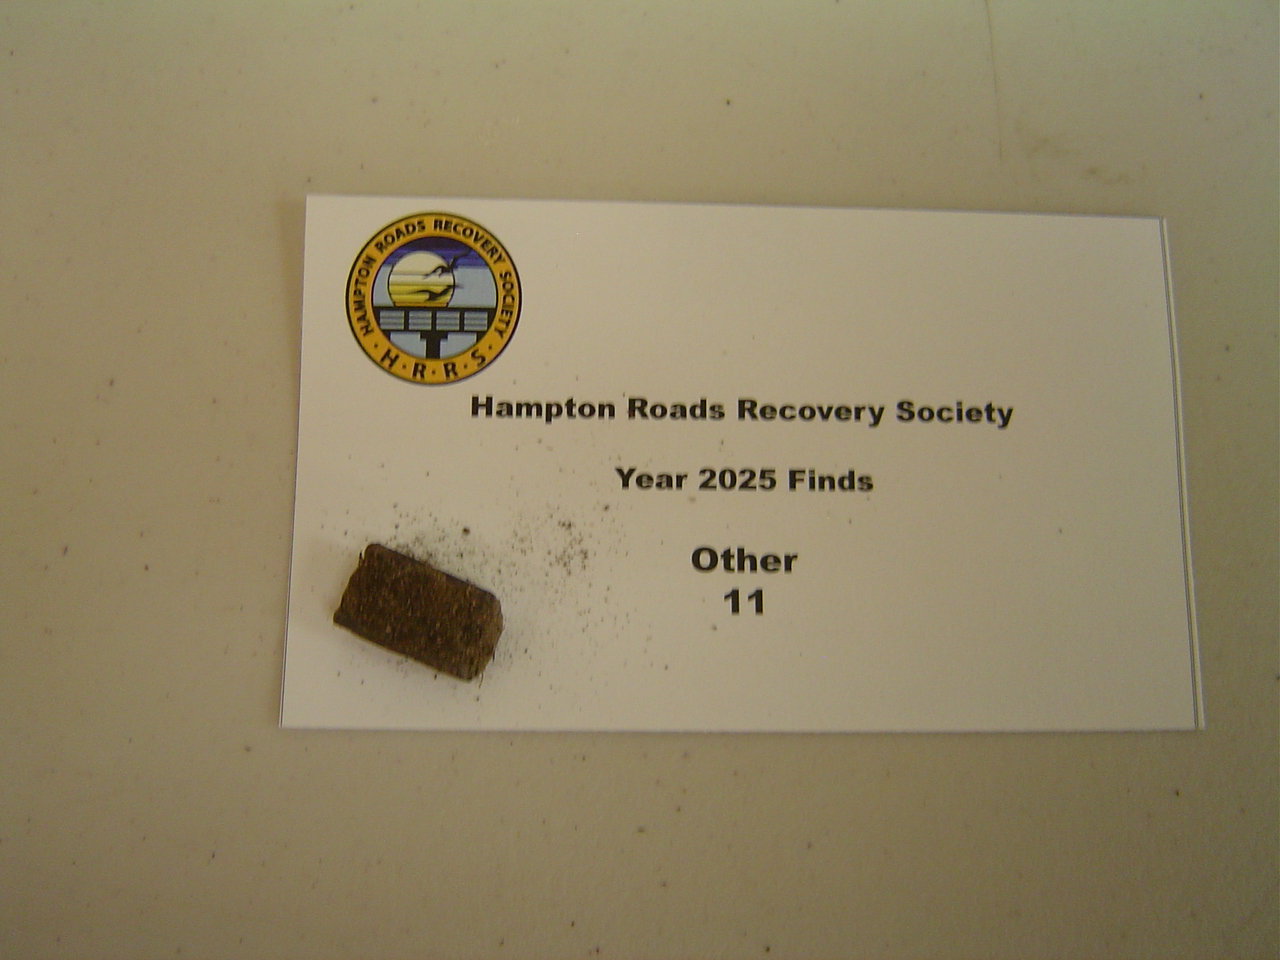 HAMPTON ROADS RECOVERY SOCIETY
· H · R · R · S ·
Hampton Roads Recovery Society
Year 2025 Finds
Other
11